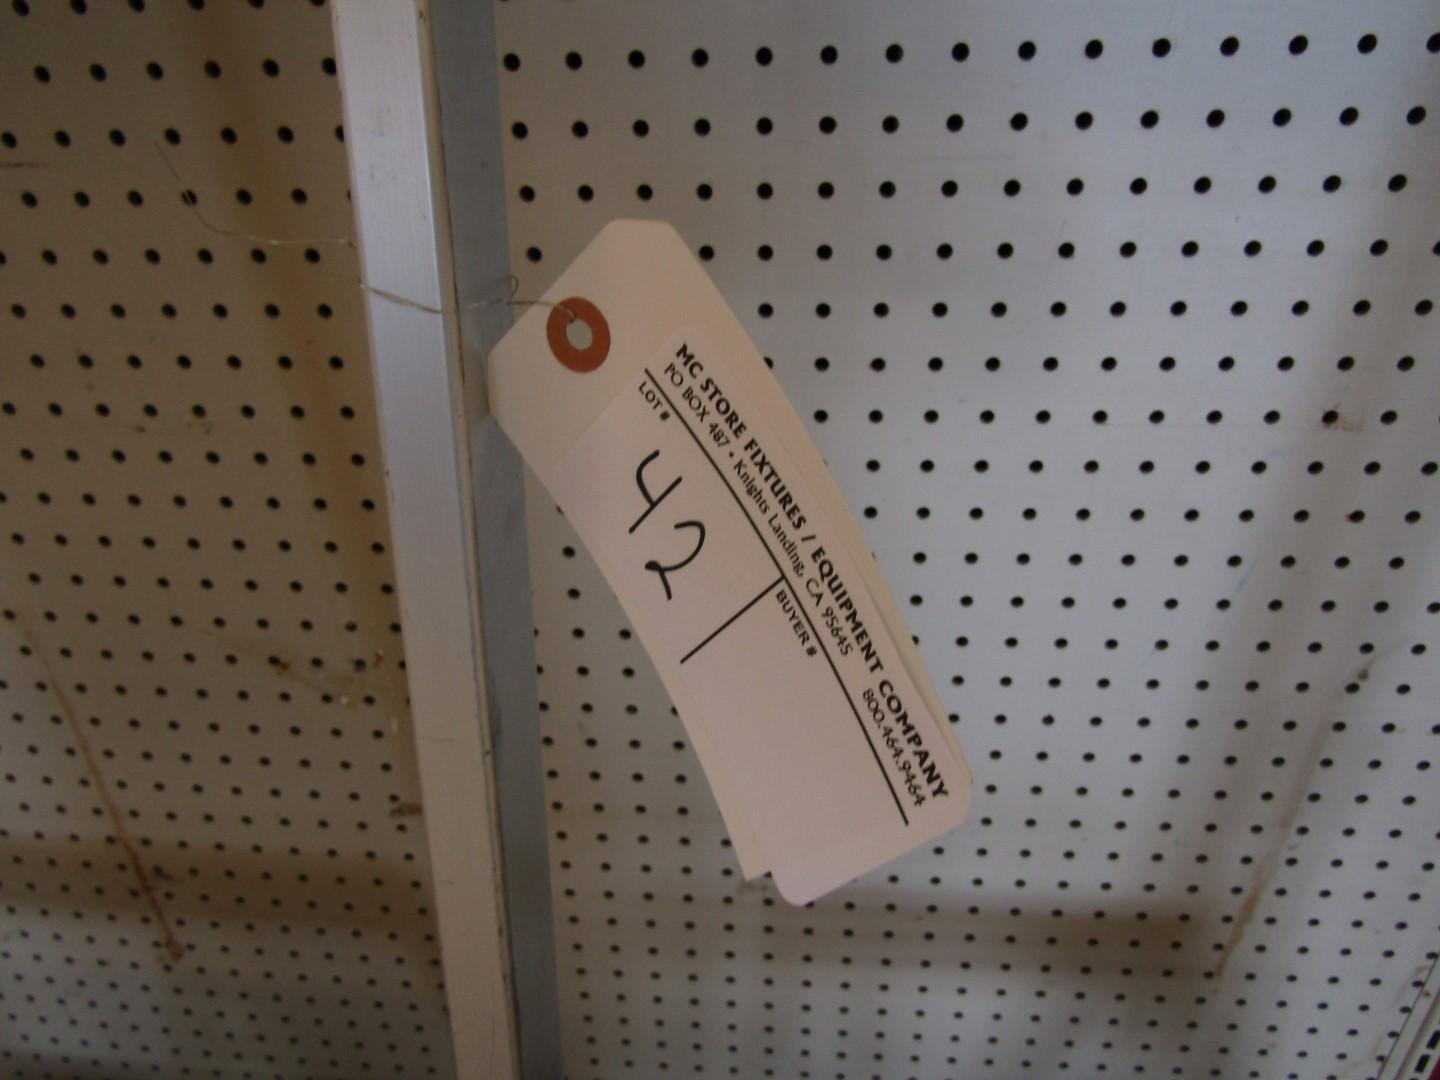 MC STORE FIXTURES / EQUIPMENT COMPANY
PO BOX 487 • Knights Landing, CA 95645 800.464.9464
LOT # BUYER #
42